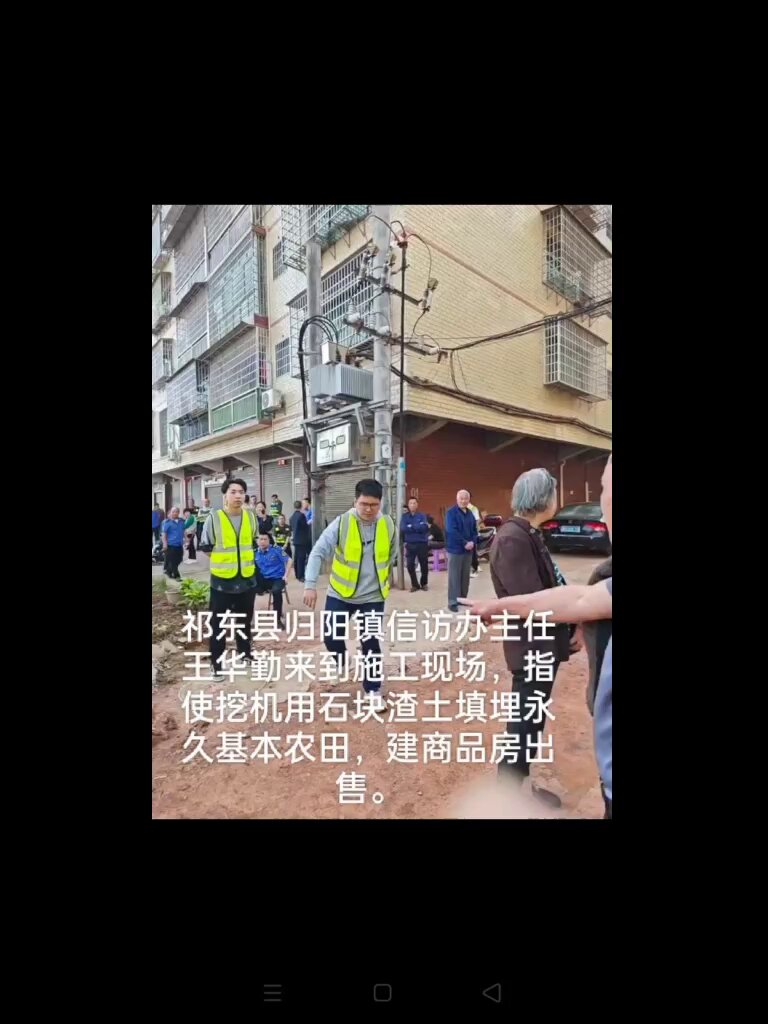 祁东县归阳镇信访办主任
王华勤来到施工现场，指
使挖机用石块渣土填埋永
久基本农田，建商品房出
售。